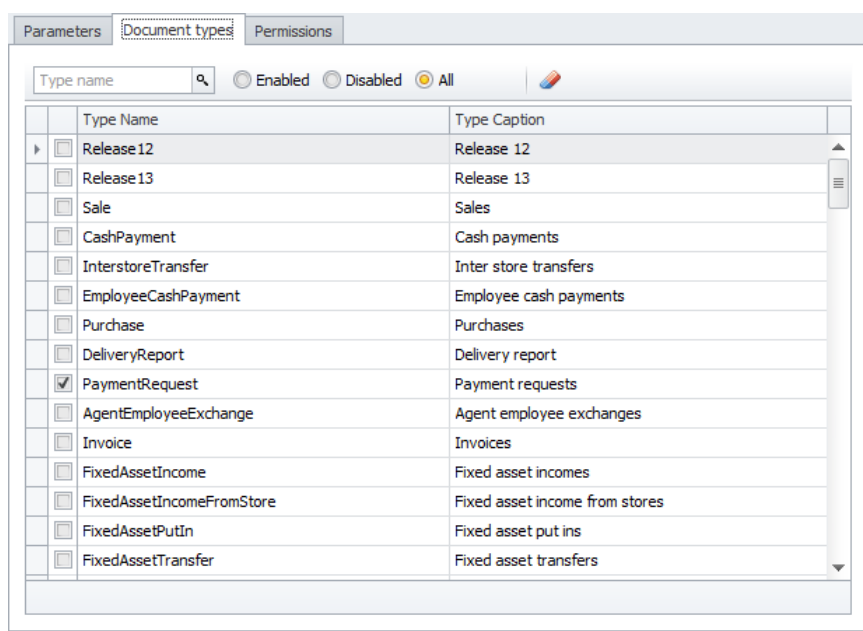 Parameters Document types Permissions
Type name Enabled Disabled All
Type Name Type Caption
Release12 Release 12
Release13 Release 13
Sale Sales
CashPayment Cash payments
InterstoreTransfer Inter store transfers
EmployeeCashPayment Employee cash payments
Purchase Purchases
DeliveryReport Delivery report
PaymentRequest Payment requests
AgentEmployeeExchange Agent employee exchanges
Invoice Invoices
FixedAssetIncome Fixed asset incomes
FixedAssetIncomeFromStore Fixed asset income from stores
FixedAssetPutIn Fixed asset put ins
FixedAssetTransfer Fixed asset transfers